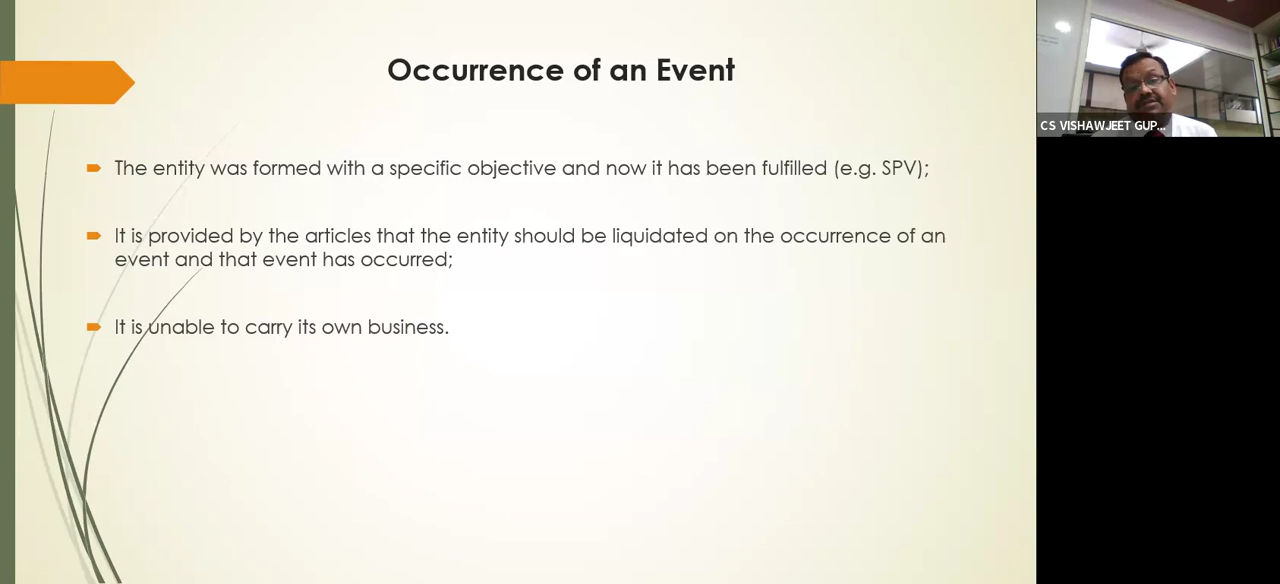 Occurrence of an Event
CS VISHAWJEET GUP...
The entity was formed with a specific objective and now it has been fulfilled (e.g. SPV);
It is provided by the articles that the entity should be liquidated on the occurrence of an
event and that event has occurred;
It is unable to carry its own business.